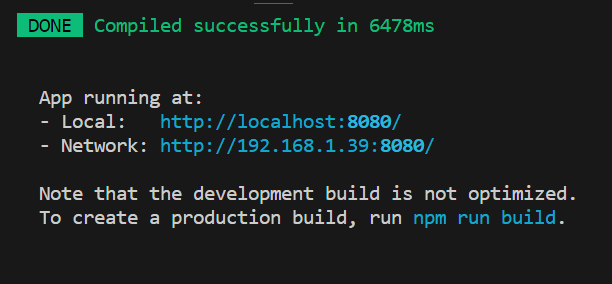 DONE Compiled successfully in 6478ms
App running at:
- Local: http://localhost:8080/
- Network: http://192.168.1.39:8080/
Note that the development build is not optimized.
To create a production build, run npm run build.